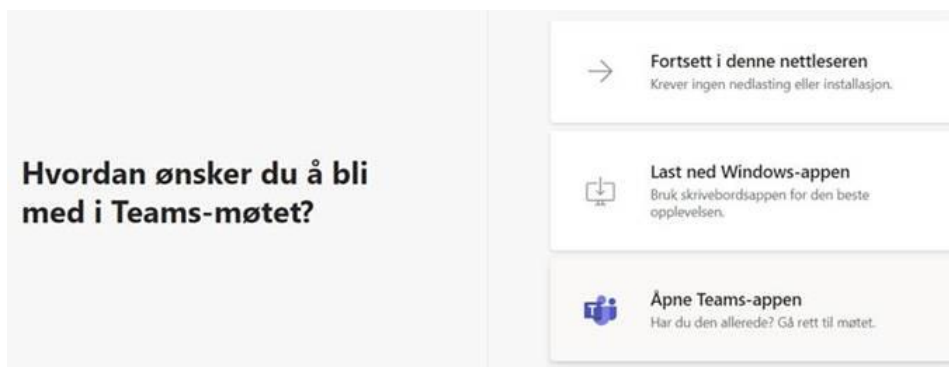 Hvordan ønsker du å bli
med i Teams-møtet?
Fortsett i denne nettleseren
Krever ingen nedlasting eller installasjon.
Last ned Windows-appen
Bruk skrivebordsappen for den beste
opplevelsen.
Åpne Teams-appen
Har du den allerede? Gå rett til møtet.